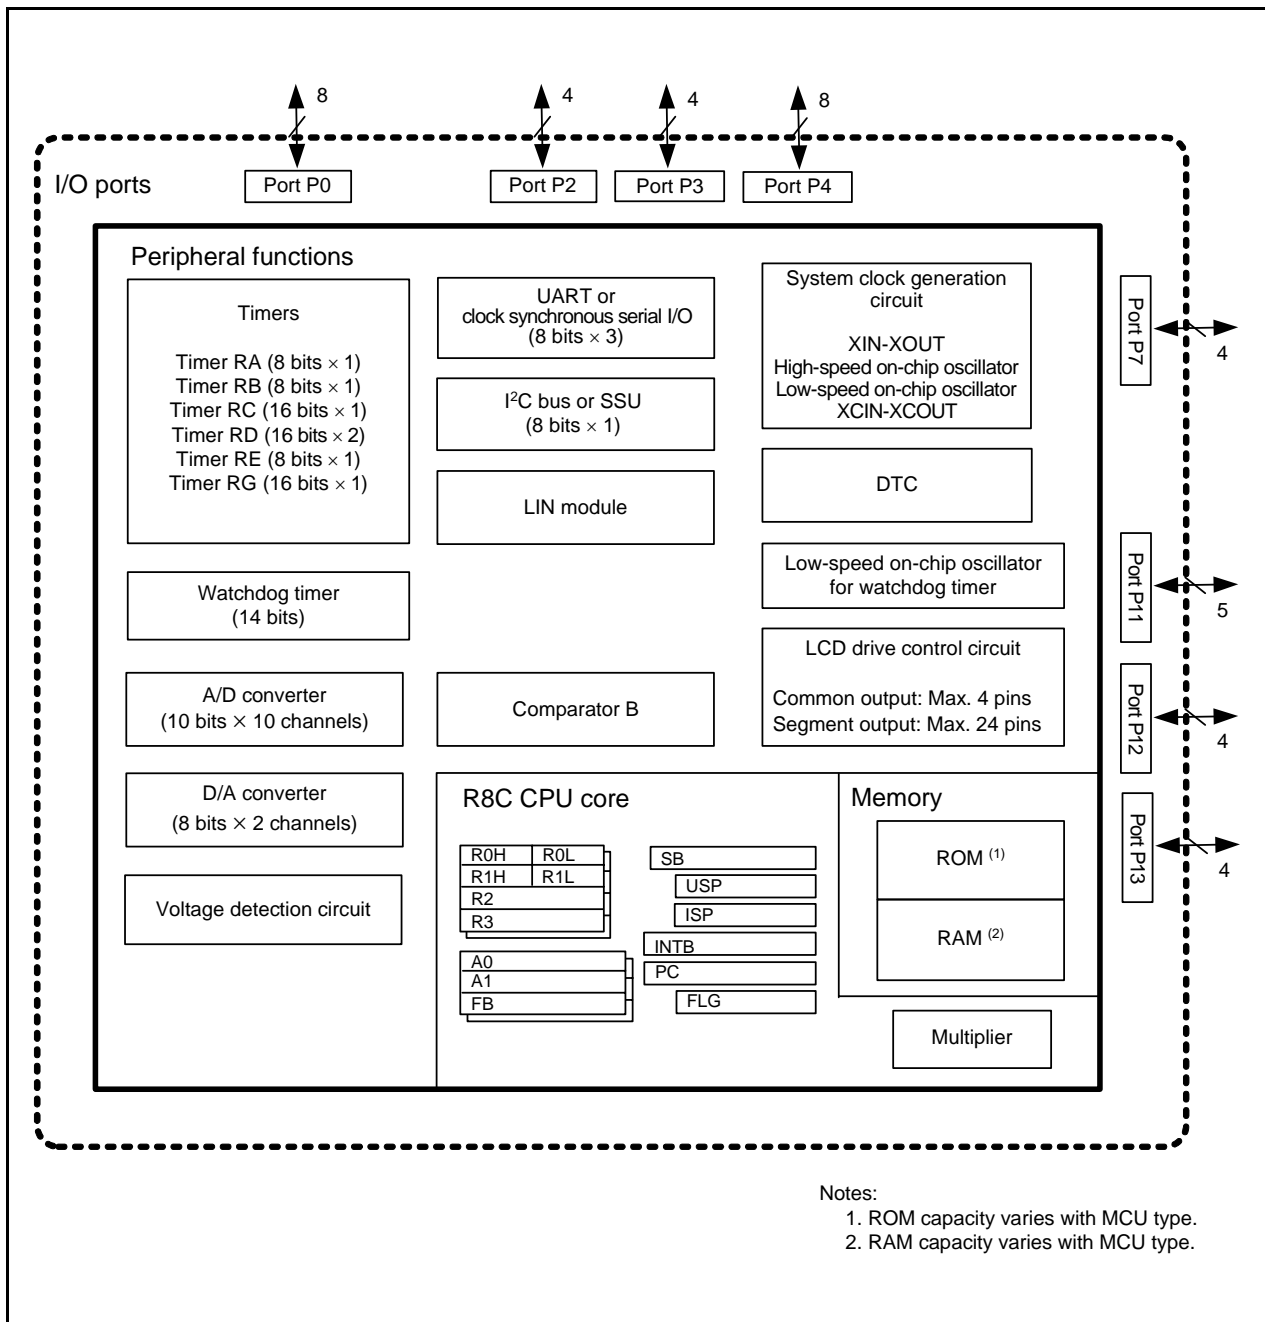 8
4
4
8
I/O ports
Port P0
Port P2
Port P3
Port P4
Peripheral functions
Timers
Timer RA (8 bits × 1)
Timer RB (8 bits × 1)
Timer RC (16 bits × 1)
Timer RD (16 bits × 2)
Timer RE (8 bits × 1)
Timer RG (16 bits × 1)
UART or
clock synchronous serial I/O
(8 bits × 3)
I²C bus or SSU
(8 bits × 1)
LIN module
System clock generation
circuit
XIN-XOUT
High-speed on-chip oscillator
Low-speed on-chip oscillator
XCIN-XCOUT
DTC
Low-speed on-chip oscillator
for watchdog timer
Watchdog timer
(14 bits)
LCD drive control circuit
Common output: Max. 4 pins
Segment output: Max. 24 pins
A/D converter
(10 bits × 10 channels)
Comparator B
D/A converter
(8 bits × 2 channels)
Voltage detection circuit
R8C CPU core
R0H
R0L
R1H
R1L
R2
R3
A0
A1
FB
SB
USP
ISP
INTB
PC
FLG
Memory
ROM (1)
RAM (2)
Multiplier
Port P7
4
Port P11
5
Port P12
4
Port P13
4
Notes:
1. ROM capacity varies with MCU type.
2. RAM capacity varies with MCU type.